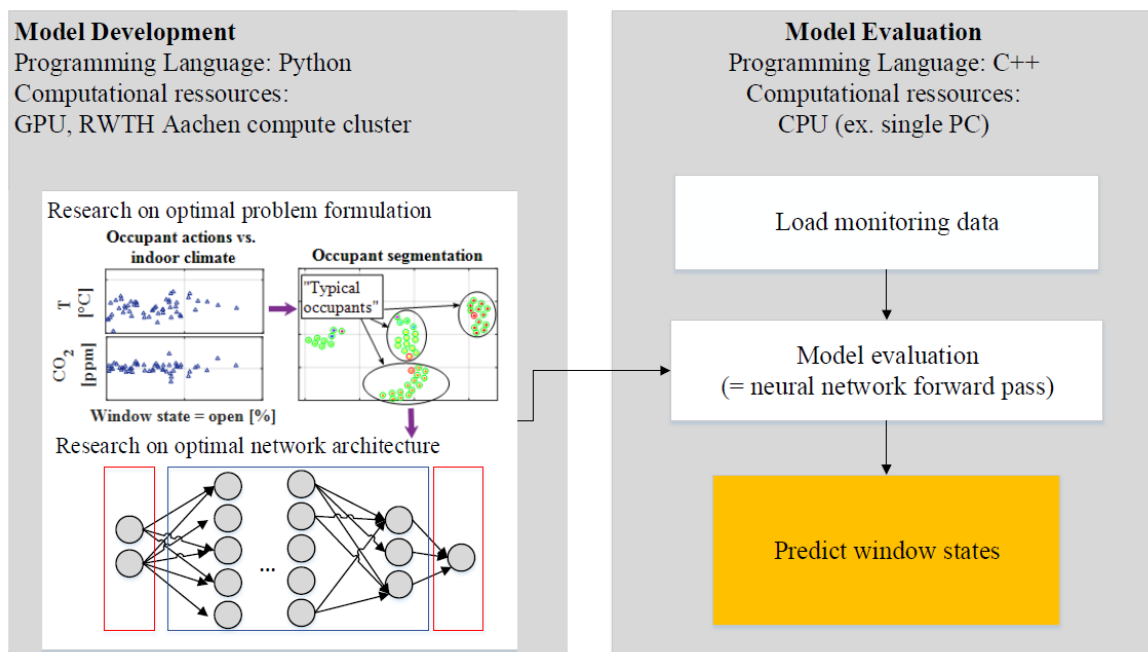 Model Development
Programming Language: Python
Computational ressources:
GPU, RWTH Aachen compute cluster
Research on optimal problem formulation
Occupant actions vs.
indoor climate
T
[°C]
CO2
[ppm]
Window state = open [%]
Occupant segmentation
"Typical
occupants"
Research on optimal network architecture
...
Model Evaluation
Programming Language: C++
Computational ressources:
CPU (ex. single PC)
Load monitoring data
Model evaluation
(= neural network forward pass)
Predict window states